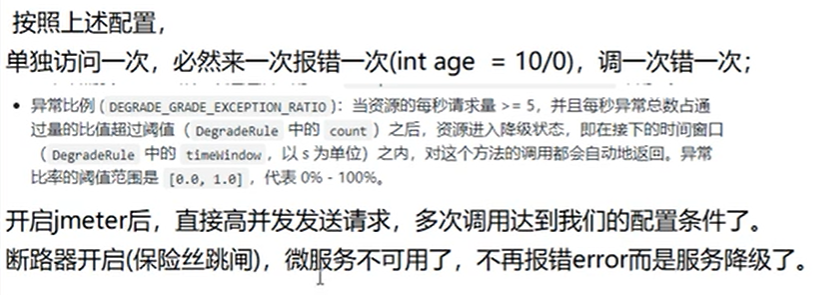 按照上述配置，
单独访问一次，必然来一次报错一次(int age  = 10/0)，调一次错一次；
• 异常比例 ( DEGRADE_GRADE_EXCEPTION_RATIO )：当资源的每秒请求量 >= 5，并且每秒异常总数占通
过量的比值超过阈值（ DegradeRule 中的 count ）之后，资源进入降级状态，即在接下的时间窗口
（ DegradeRule 中的 timeWindow ，以 s 为单位）之内，对这个方法的调用都会自动地返回。异常
比率的阈值范围是 [0.0, 1.0] ，代表 0% - 100%。
开启jmeter后，直接高并发发送请求，多次调用达到我们的配置条件了。
断路器开启(保险丝跳闸)，微服务不可用了，不再报错error而是服务降级了。